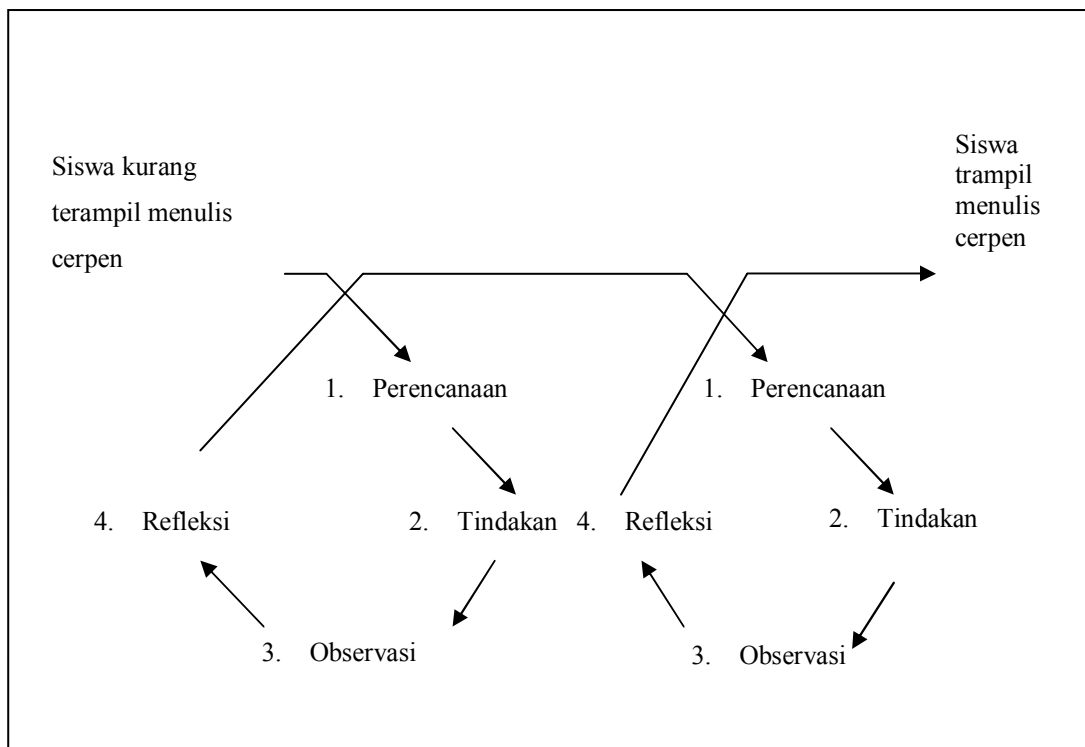 Siswa kurang
terampil menulis
cerpen
Siswa
trampil
menulis
cerpen
1. Perencanaan
1. Perencanaan
4. Refleksi
2. Tindakan
4. Refleksi
2. Tindakan
3. Observasi
3. Observasi